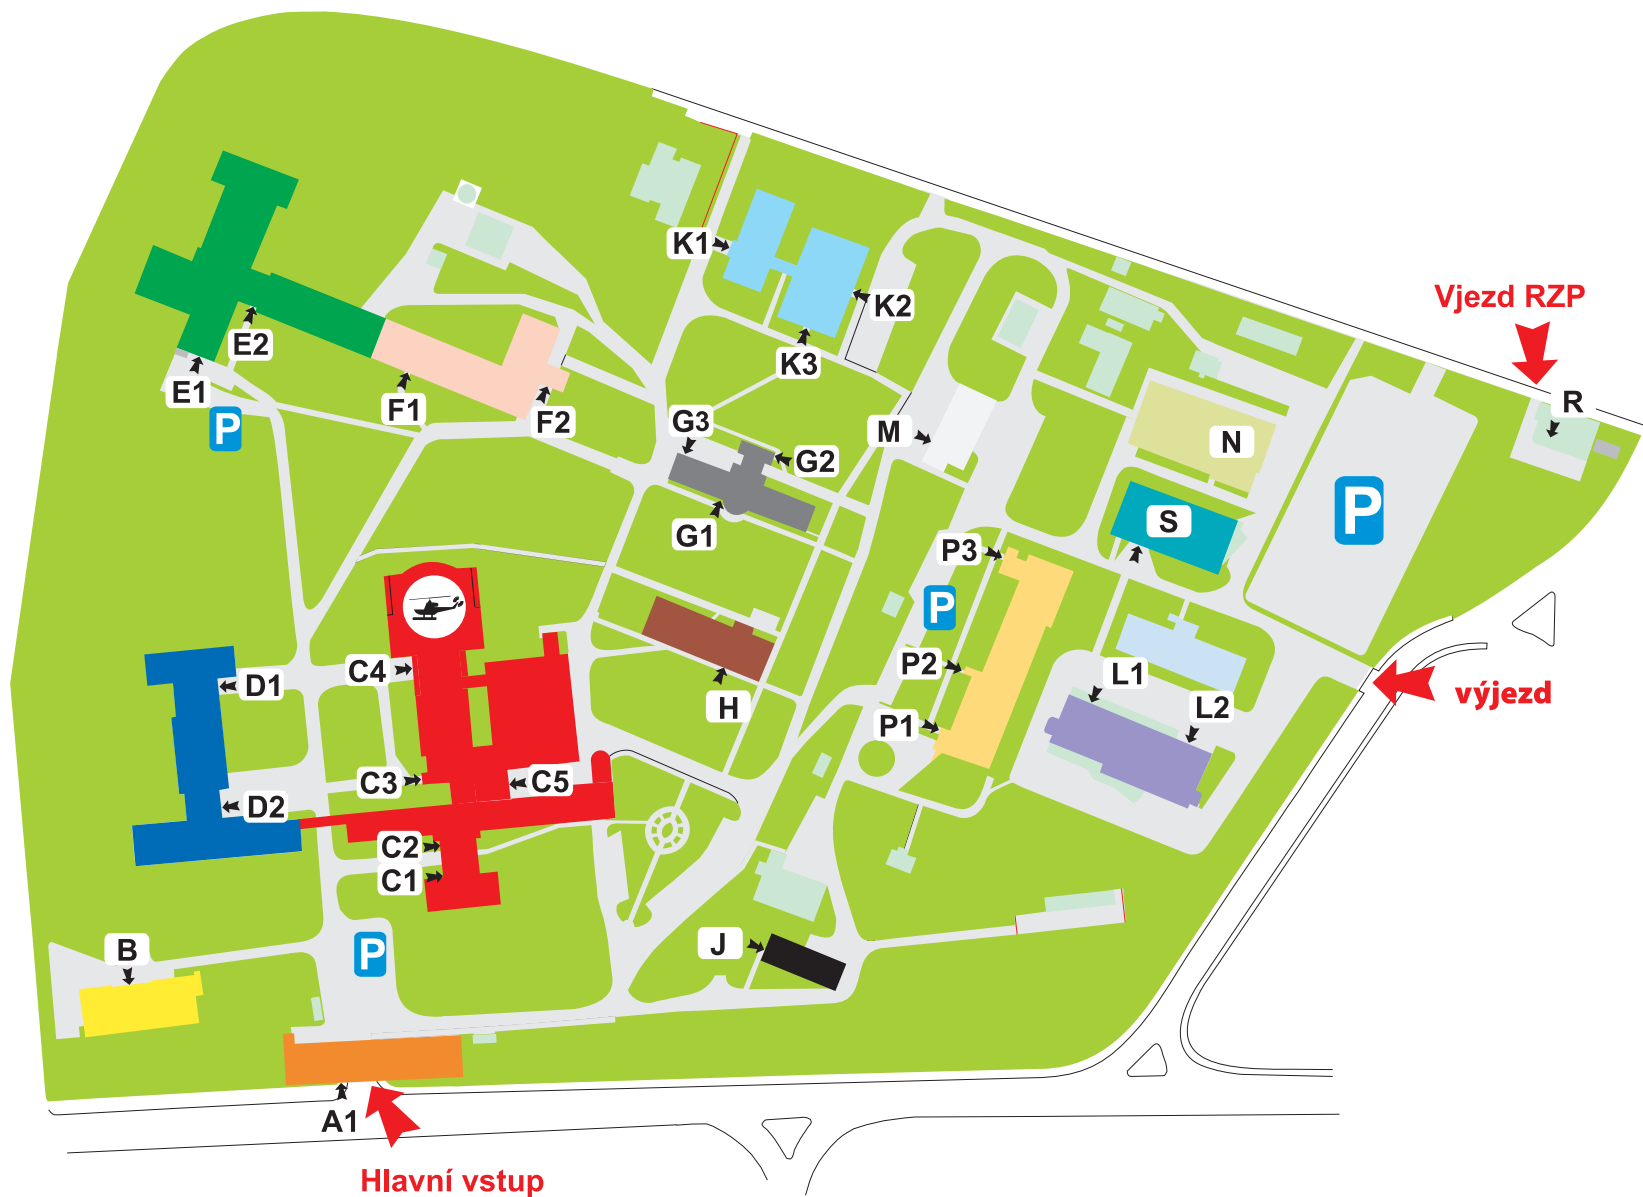 K1
K2
K3
Vjezd RZP
R
E2
E1
F1
F2
P
G3
G2
G1
M
N
P
S
P3
P
P2
P1
H
L1
L2
výjezd
C4
D1
C3
C5
D2
C2
C1
B
P
J
A1
Hlavní vstup